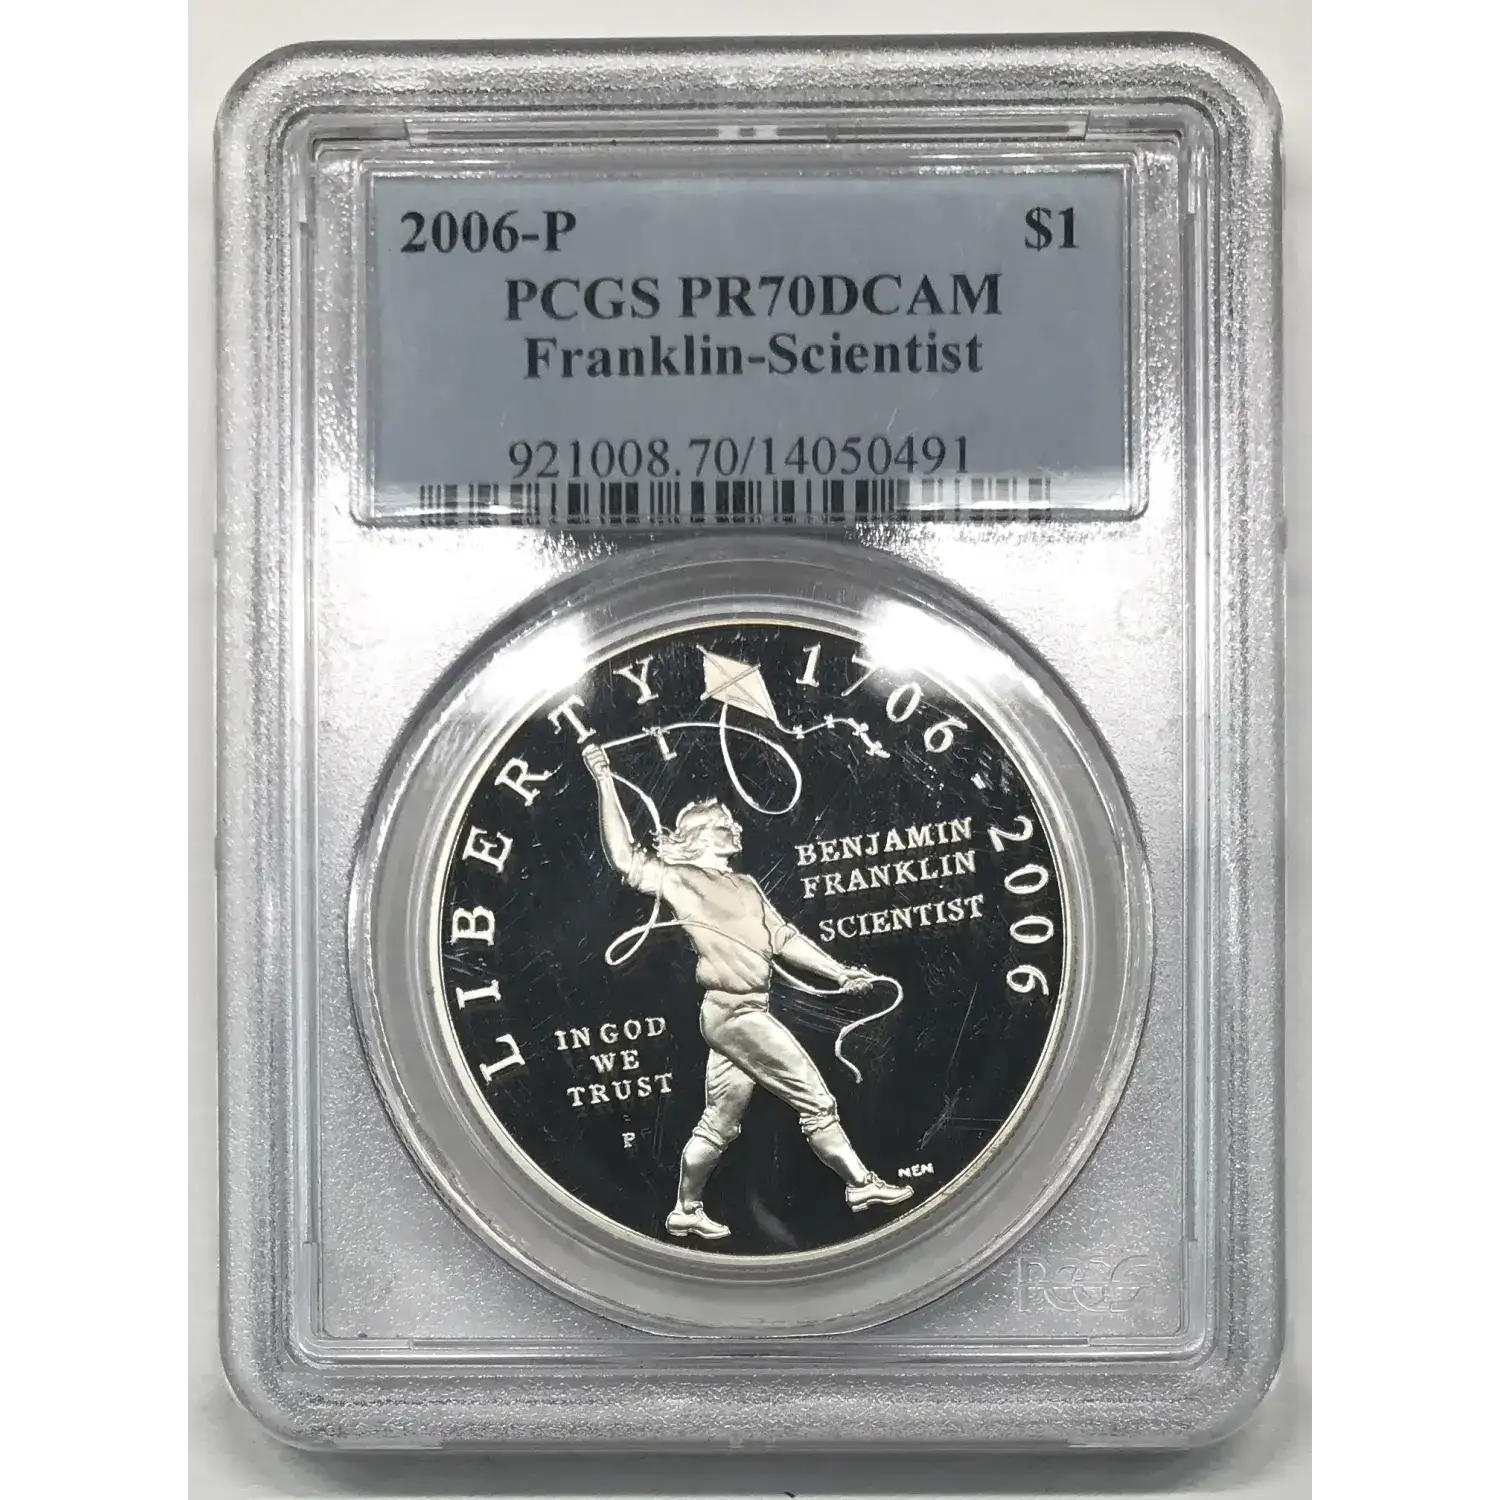 2006-P $1
PCGS PR70DCAM
Franklin-Scientist
921008.70/14050491
LIBERTY 1706-2006
BENJAMIN
FRANKLIN
SCIENTIST
IN GOD
WE
TRUST
P
NEN
PCGS